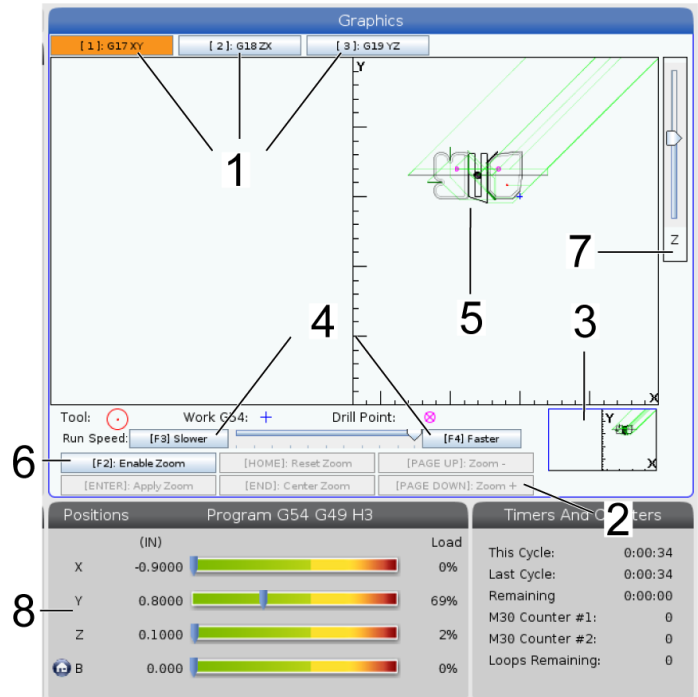 Graphics
[ 1 ]: G17 XY [ 2 ]: G18 ZX [ 3 ]: G19 YZ
Y
1
7
Z
5
4
3
X
Tool: Work G54: Drill Point:
Run Speed: [F3] Slower [F4] Faster
Y
X
6
[F2]: Enable Zoom [HOME]: Reset Zoom [PAGE UP]: Zoom -
[ENTER]: Apply Zoom [END]: Center Zoom [PAGE DOWN]: Zoom +
2
Positions Program G54 G49 H3 Timers And Counters
(IN) Load
X -0.9000 0%
Y 0.8000 69%
Z 0.1000 2%
B 0.000 0%
8
This Cycle: 0:00:34
Last Cycle: 0:00:34
Remaining 0:00:00
M30 Counter #1: 0
M30 Counter #2: 0
Loops Remaining: 0